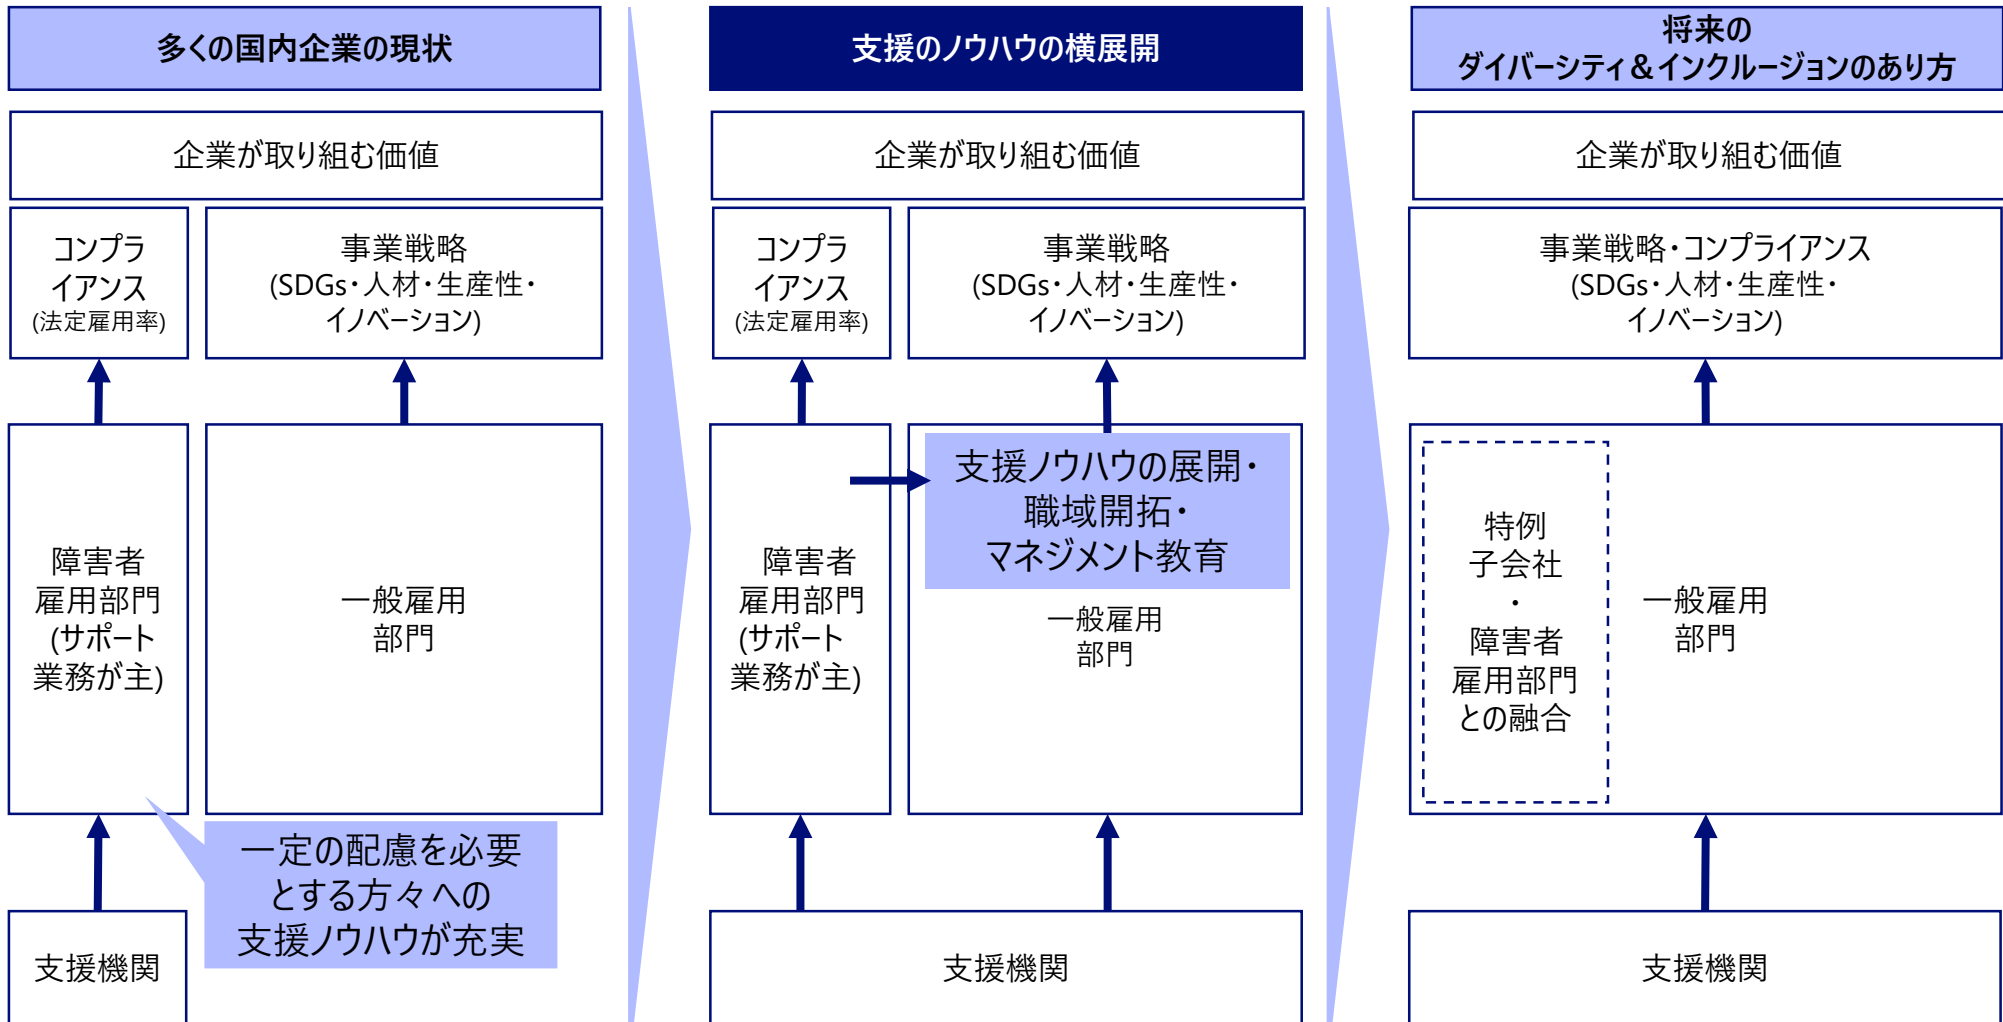 多くの国内企業の現状
企業が取り組む価値
コンプラ
イアンス
(法定雇用率)
事業戦略
(SDGs・人材・生産性・
イノベーション)
障害者
雇用部門
(サポート
業務が主)
一般雇用
部門
一定の配慮を必要
とする方々への
支援ノウハウが充実
支援機関
支援のノウハウの横展開
企業が取り組む価値
コンプラ
イアンス
(法定雇用率)
事業戦略
(SDGs・人材・生産性・
イノベーション)
障害者
雇用部門
(サポート
業務が主)
支援ノウハウの展開・
職域開拓・
マネジメント教育
一般雇用
部門
支援機関
将来の
ダイバーシティ&インクルージョンのあり方
企業が取り組む価値
事業戦略・コンプライアンス
(SDGs・人材・生産性・
イノベーション)
特例
子会社
・
障害者
雇用部門
との融合
一般雇用
部門
支援機関